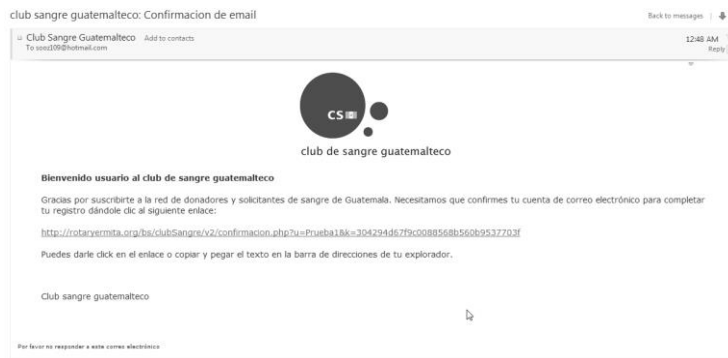 club sangre guatemalteco: Confirmacion de email
Back to messages
Club Sangre Guatemalteco Add to contacts
12:48 AM
To sooz109@hotmail.com
Reply
CS
club de sangre guatemalteco
Bienvenido usuario al club de sangre guatemalteco
Gracias por suscribirte a la red de donadores y solicitantes de sangre de Guatemala. Necesitamos que confirmes tu cuenta de correo electrónico para completar
tu registro dándole clic al siguiente enlace:
http://rotaryermita.org/bs/clubSangre/v2/confirmacion.php?u=Prueba1&k=304294d67f9c0088568b560b9537703f
Puedes darle click en el enlace o copiar y pegar el texto en la barra de direcciones de tu explorador.
Club sangre guatemalteco
Por favor no responder a este correo electrónico